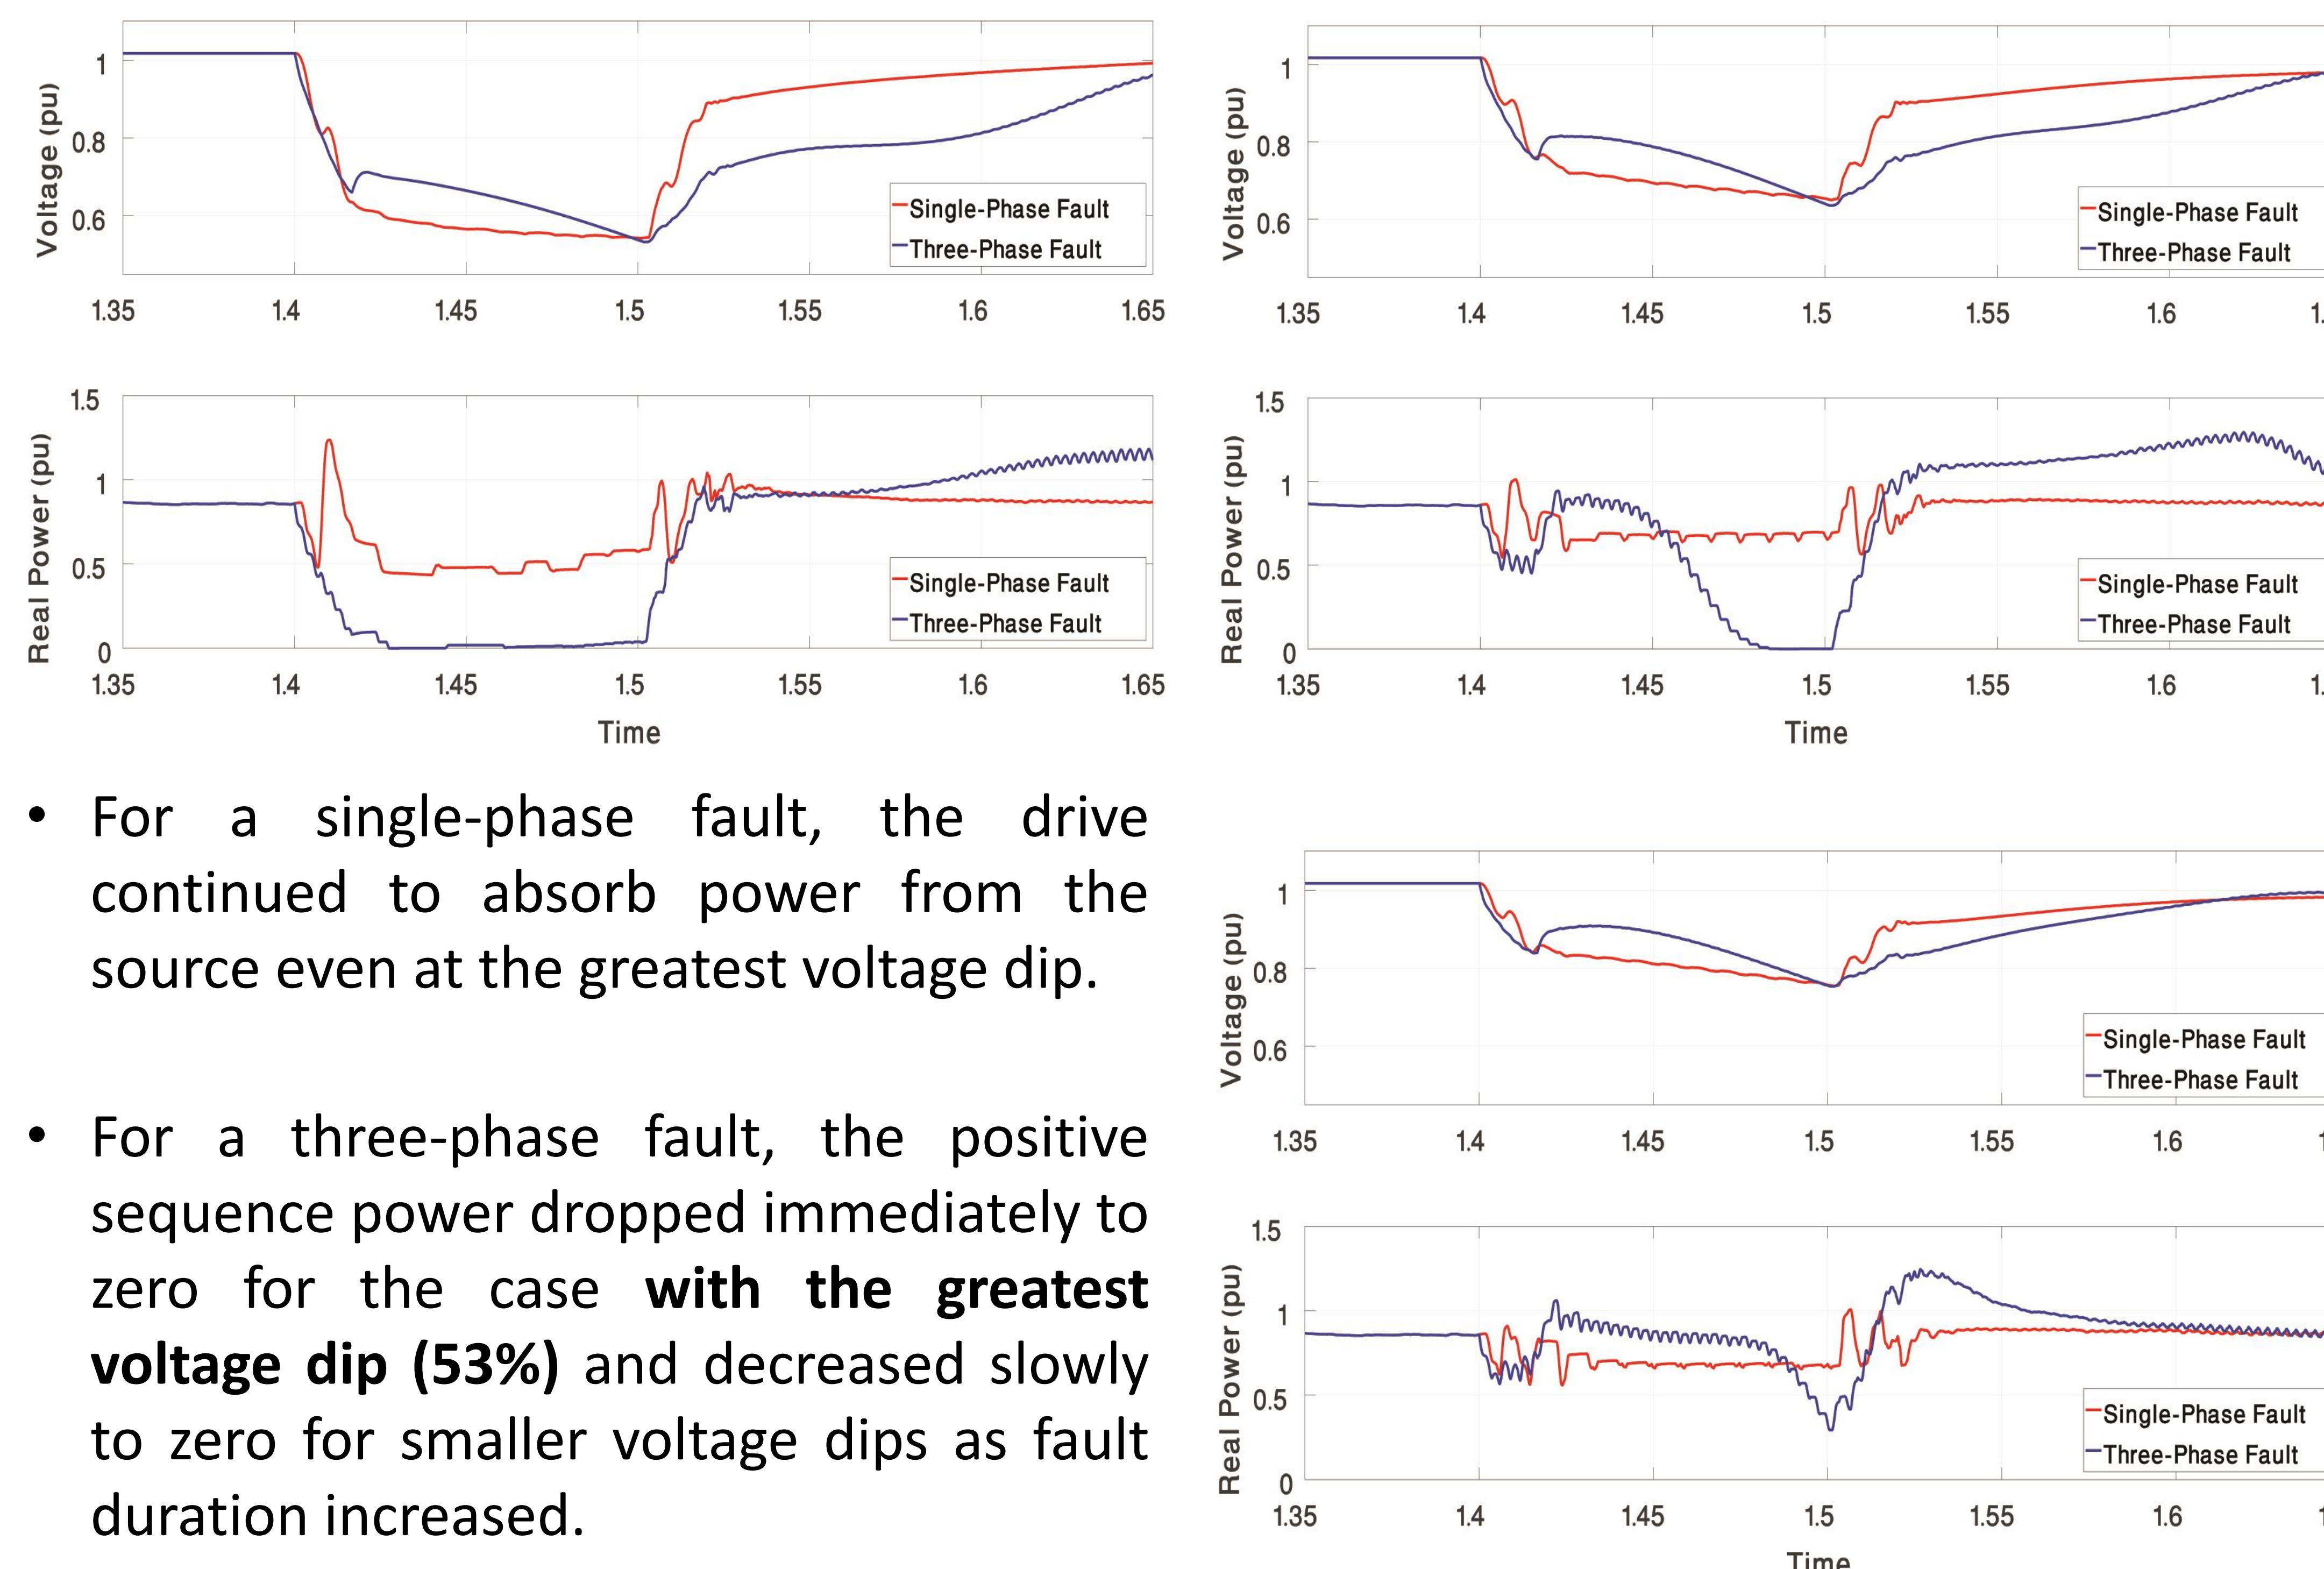 Voltage (pu)
1
0.8
0.6
Single-Phase Fault
Three-Phase Fault
1.35 1.4 1.45 1.5 1.55 1.6 1.65
Real Power (pu)
1.5
1
0.5
0
Single-Phase Fault
Three-Phase Fault
1.35 1.4 1.45 1.5 1.55 1.6 1.65
Time
Voltage (pu)
1
0.8
0.6
Single-Phase Fault
Three-Phase Fault
1.35 1.4 1.45 1.5 1.55 1.6
Real Power (pu)
1.5
1
0.5
0
Single-Phase Fault
Three-Phase Fault
1.35 1.4 1.45 1.5 1.55 1.6
Time
• For a single-phase fault, the drive
continued to absorb power from the
source even at the greatest voltage dip.
• For a three-phase fault, the positive
sequence power dropped immediately to
zero for the case with the greatest
voltage dip (53%) and decreased slowly
to zero for smaller voltage dips as fault
duration increased.
Voltage (pu)
1
0.8
0.6
Single-Phase Fault
Three-Phase Fault
1.35 1.4 1.45 1.5 1.55 1.6
Real Power (pu)
1.5
1
0.5
0
Single-Phase Fault
Three-Phase Fault
1.35 1.4 1.45 1.5 1.55 1.6
Time